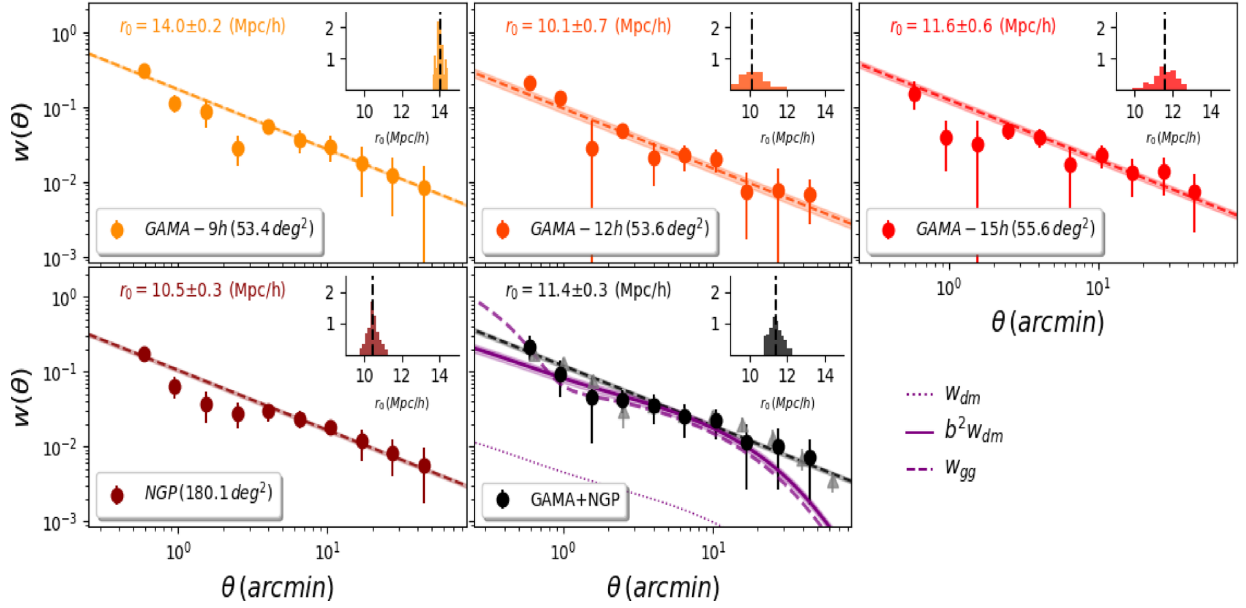 r₀ = 14.0±0.2 (Mpc/h)
2
1
10 12 14
r₀ (Mpc/h)
10⁰
10⁻¹
10⁻²
10⁻³
w(θ)
GAMA − 9h (53.4 deg²)
r₀ = 10.1±0.7 (Mpc/h)
2
1
10 12 14
r₀ (Mpc/h)
GAMA − 12h (53.6 deg²)
r₀ = 11.6±0.6 (Mpc/h)
2
1
10 12 14
r₀ (Mpc/h)
GAMA − 15h (55.6 deg²)
10⁰ 10¹
θ (arcmin)
r₀ = 10.5±0.3 (Mpc/h)
2
1
10 12 14
r₀ (Mpc/h)
10⁰
10⁻¹
10⁻²
10⁻³
w(θ)
NGP (180.1 deg²)
10⁰ 10¹
θ (arcmin)
r₀ = 11.4±0.3 (Mpc/h)
2
1
10 12 14
r₀ (Mpc/h)
GAMA+NGP
10⁰ 10¹
θ (arcmin)
w_dm
b²w_dm
w_gg